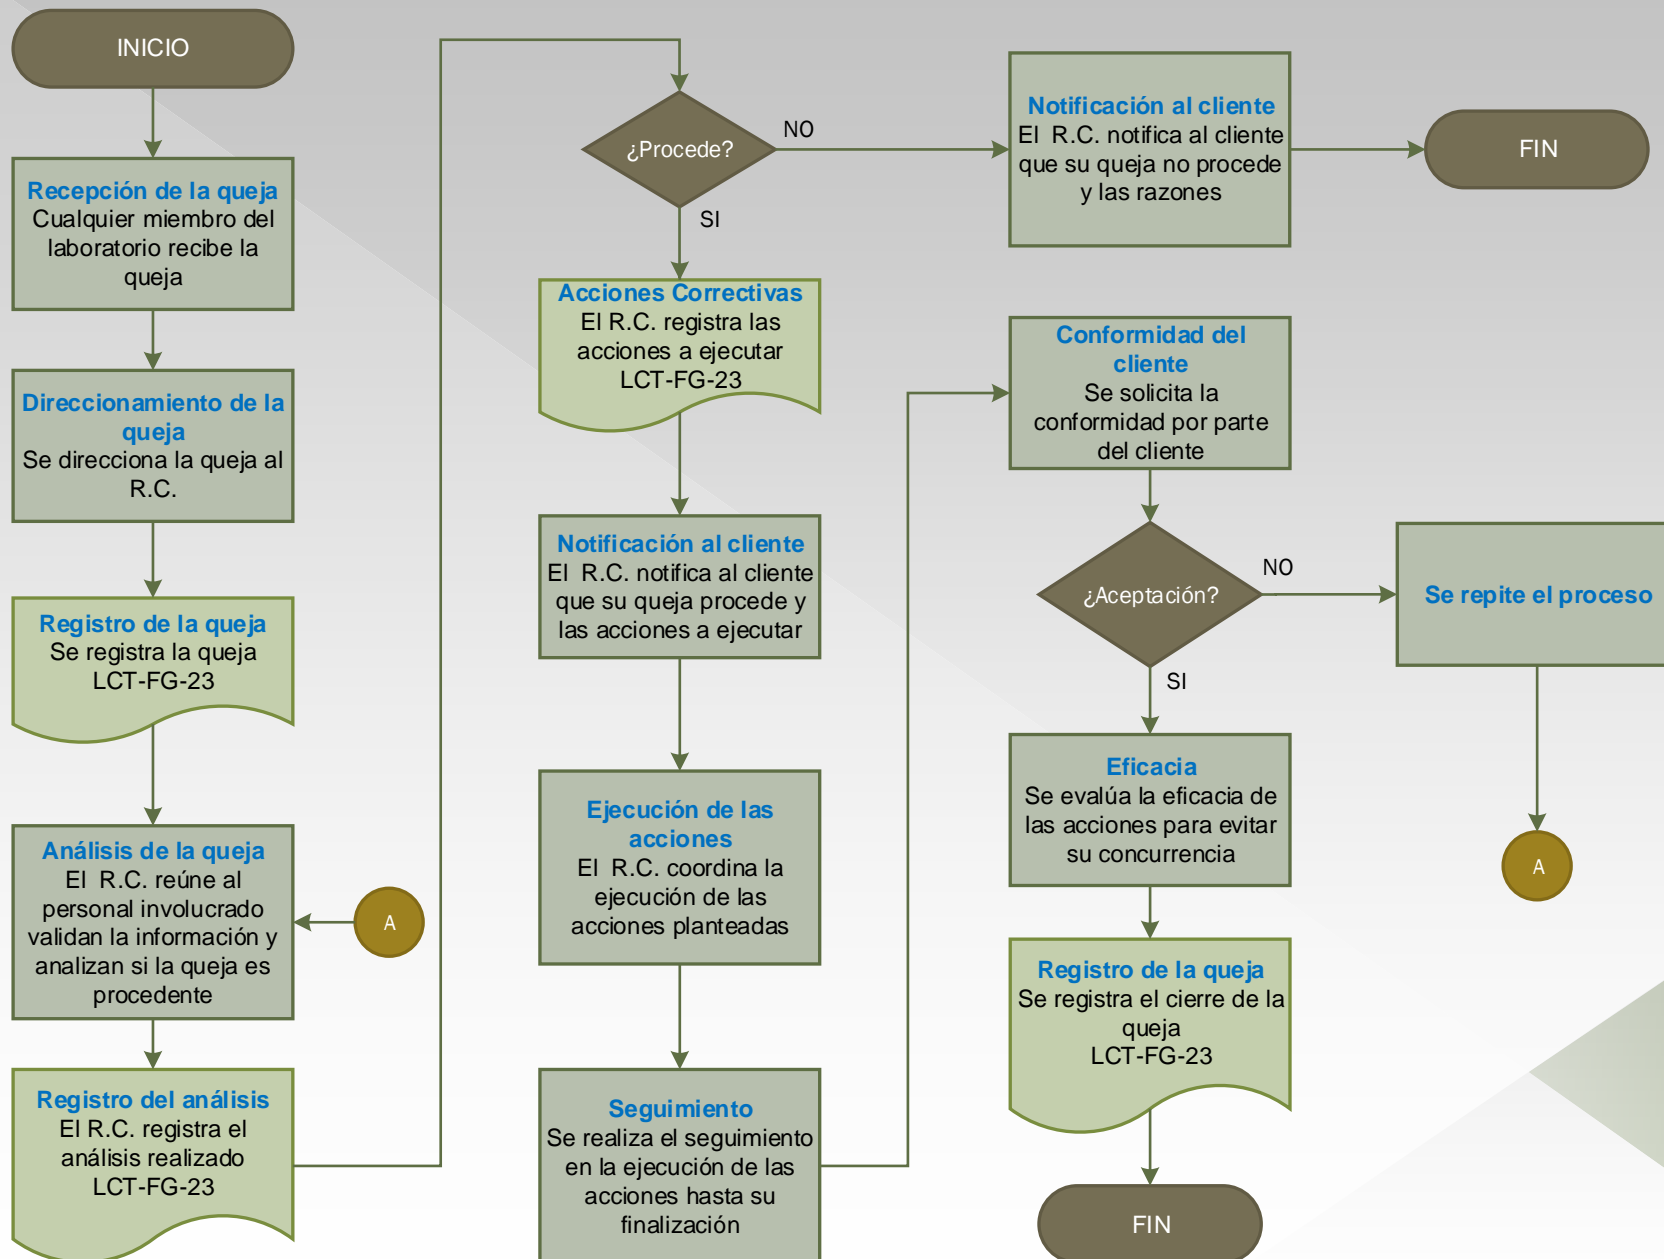 INICIO
Recepción de la queja
Cualquier miembro del
laboratorio recibe la
queja
Direccionamiento de la
queja
Se direcciona la queja al
R.C.
Registro de la queja
Se registra la queja
LCT-FG-23
Análisis de la queja
El R.C. reúne al
personal involucrado
validan la información y
analizan si la queja es
procedente
A
Registro del análisis
El R.C. registra el
análisis realizado
LCT-FG-23
¿Procede?
NO
SI
Notificación al cliente
El R.C. notifica al cliente
que su queja no procede
y las razones
FIN
Acciones Correctivas
El R.C. registra las
acciones a ejecutar
LCT-FG-23
Notificación al cliente
El R.C. notifica al cliente
que su queja procede y
las acciones a ejecutar
Ejecución de las
acciones
El R.C. coordina la
ejecución de las
acciones planteadas
Seguimiento
Se realiza el seguimiento
en la ejecución de las
acciones hasta su
finalización
Conformidad del
cliente
Se solicita la
conformidad por parte
del cliente
¿Aceptación?
NO
SI
Se repite el proceso
A
Eficacia
Se evalúa la eficacia de
las acciones para evitar
su concurrencia
Registro de la queja
Se registra el cierre de la
queja
LCT-FG-23
FIN